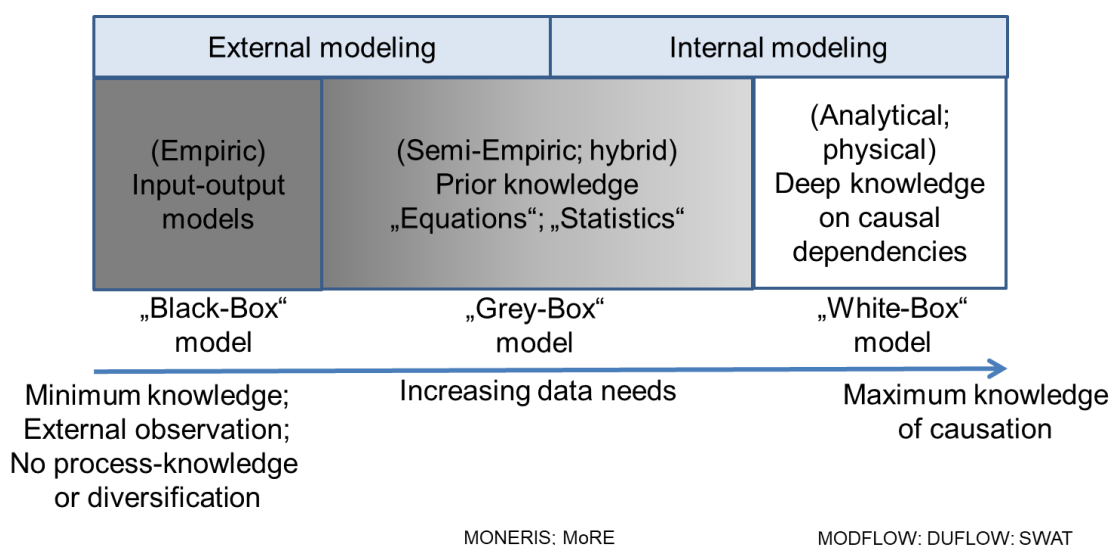 External modeling
Internal modeling
(Empiric)
Input-output
models
(Semi-Empiric; hybrid)
Prior knowledge
„Equations“; „Statistics“
(Analytical;
physical)
Deep knowledge
on causal
dependencies
„Black-Box“
model
„Grey-Box“
model
„White-Box“
model
Increasing data needs
Minimum knowledge;
External observation;
No process-knowledge
or diversification
Maximum knowledge
of causation
MONERIS; MoRE
MODFLOW; DUFLOW; SWAT